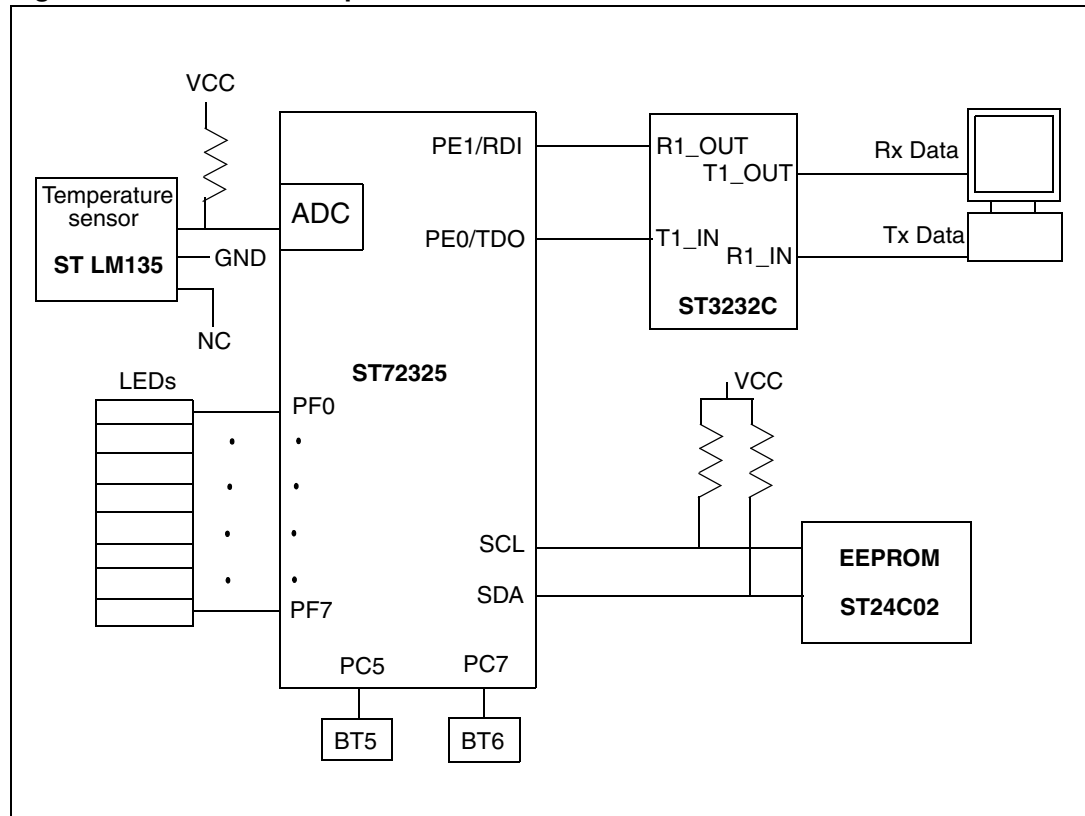 VCC
Temperature
sensor
ST LM135
GND
NC
ADC
PE1/RDI
PE0/TDO
R1_OUT
T1_OUT
T1_IN
R1_IN
ST3232C
Rx Data
Tx Data
ST72325
LEDs
PF0
PF7
VCC
SCL
SDA
EEPROM
ST24C02
PC5
PC7
BT5
BT6